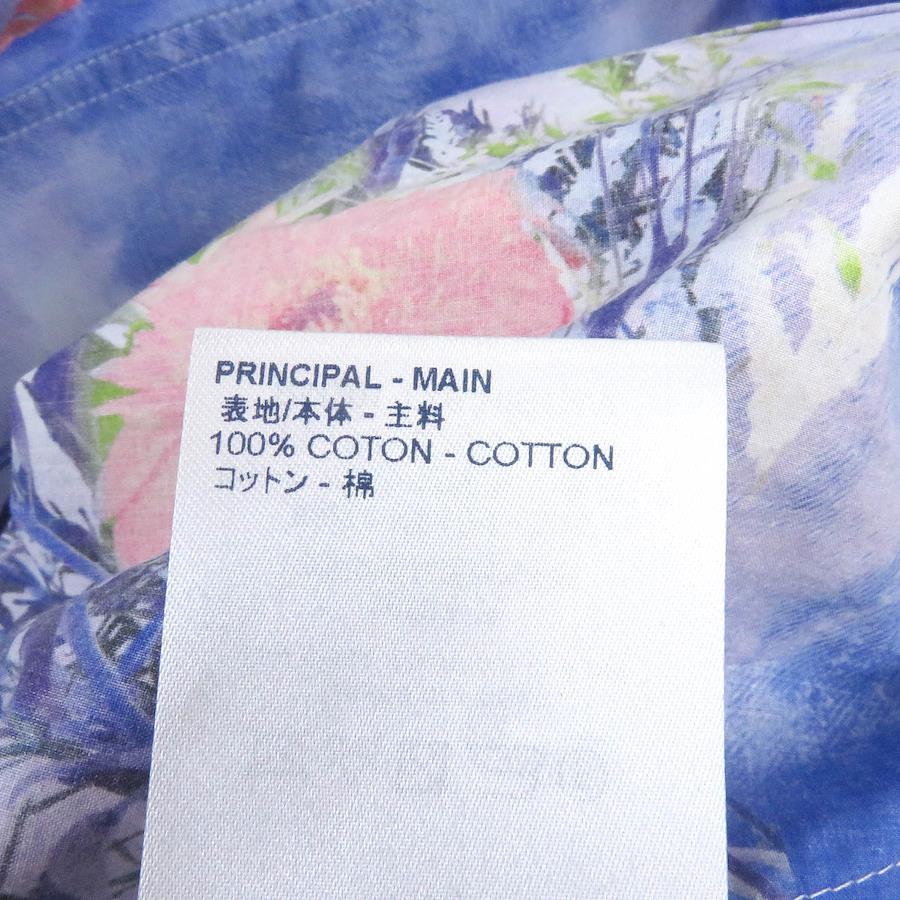 PRINCIPAL - MAIN
表地/本体 - 主料
100% COTON - COTTON
コットン - 棉